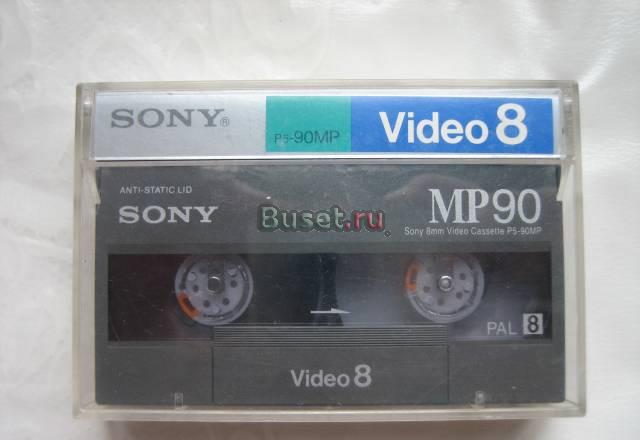 SONY® P5-90MP Video 8
ANTI-STATIC LID
SONY MP90
Buset.ru
Sony 8mm Video Cassette P5-90MP
PAL 8
Video 8